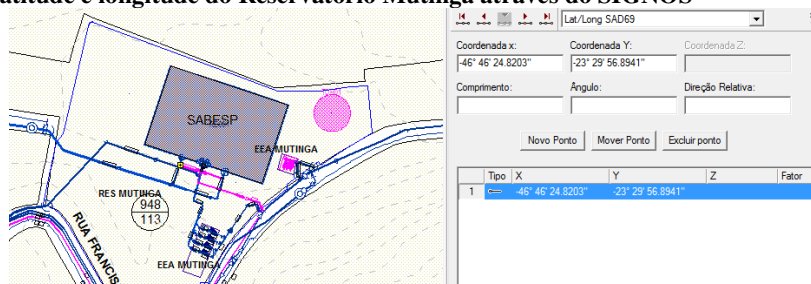 atitude e longitude do Reservatório Mutinga através do SIGNOS
Lat/Long SAD69
Coordenada x: Coordenada Y: Coordenada Z:
-46° 46' 24.8203" -23° 29' 56.8941"
Comprimento: Ângulo: Direção Relativa:
Novo Ponto Mover Ponto Excluir ponto
Tipo X Y Z Fator
1 -46° 46' 24.8203" -23° 29' 56.8941"
SABESP
EEA MUTINGA
RES MUTINGA
948
113
RUA FRANCIS
EEA MUTINGA